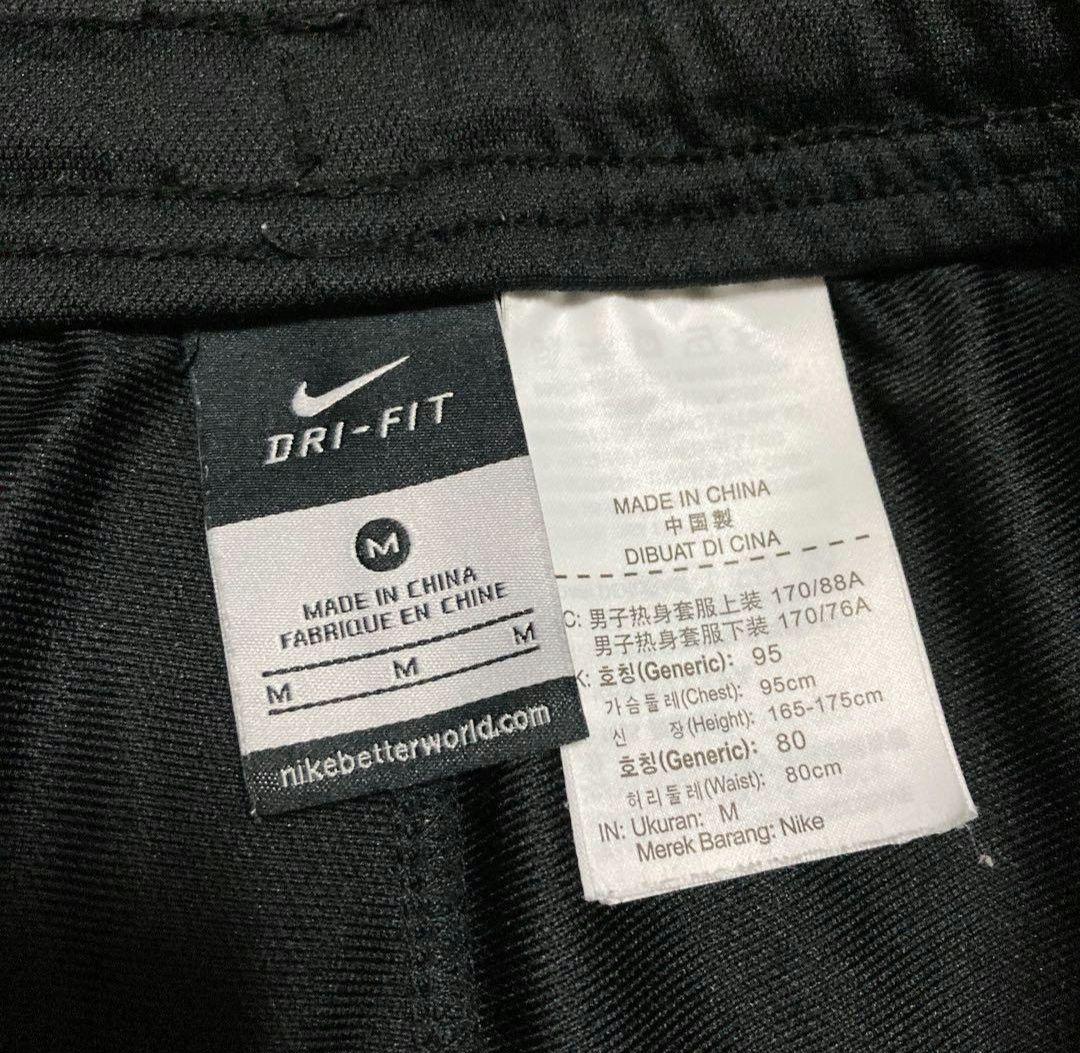 DRI-FIT
M
MADE IN CHINA
FABRIQUE EN CHINE
M M M
nikebetterworld.com
MADE IN CHINA
中国製
DIBUAT DI CINA
C: 男子热身套服上装 170/88A
男子热身套服下装 170/76A
K: 호칭(Generic): 95
가슴둘레(Chest): 95cm
신 장(Height): 165-175cm
호칭(Generic): 80
허리둘레(Waist): 80cm
IN: Ukuran: M
Merek Barang: Nike